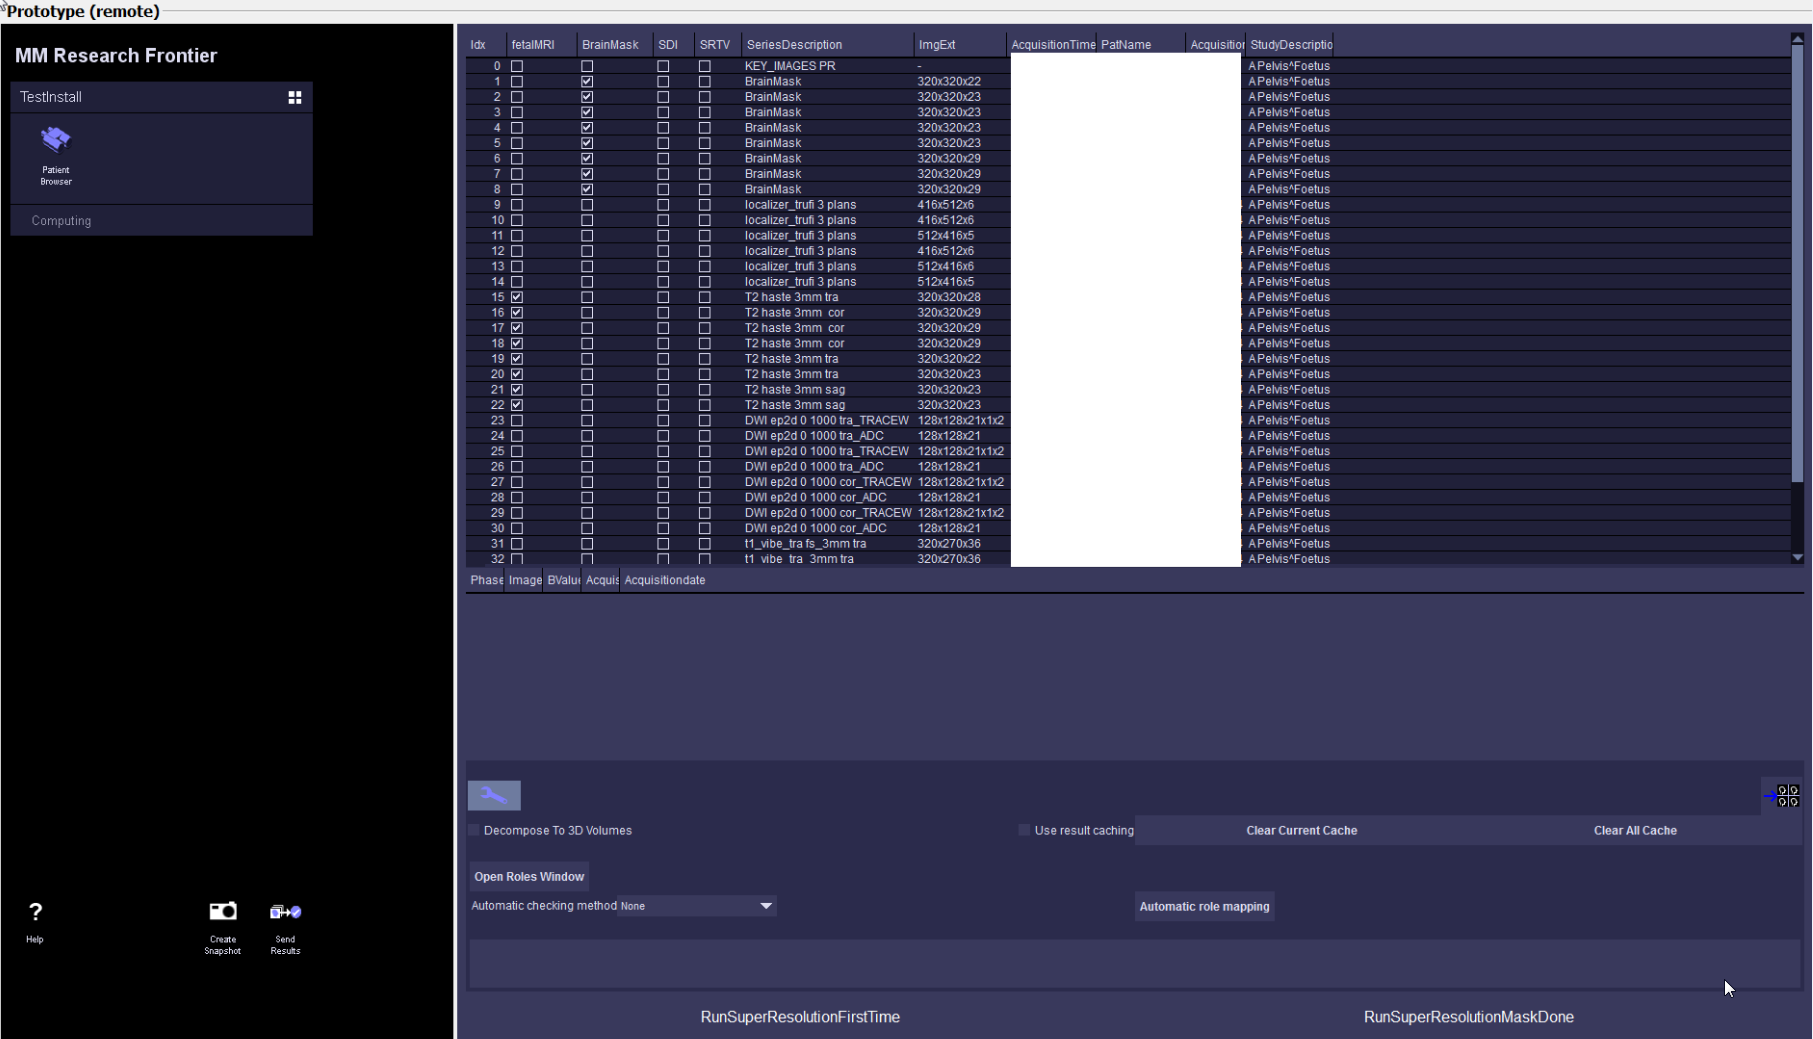 Prototype (remote)
MM Research Frontier
TestInstall
Patient
Browser
Computing
Help
Create
Snapshot
Send
Results
Idx fetalMRI BrainMask SDI SRTV SeriesDescription ImgExt AcquisitionTime PatName Acquisition StudyDescriptio
0 KEY_IMAGES PR - APelvis^Foetus
1 BrainMask 320x320x22 APelvis^Foetus
2 BrainMask 320x320x23 APelvis^Foetus
3 BrainMask 320x320x23 APelvis^Foetus
4 BrainMask 320x320x23 APelvis^Foetus
5 BrainMask 320x320x23 APelvis^Foetus
6 BrainMask 320x320x29 APelvis^Foetus
7 BrainMask 320x320x29 APelvis^Foetus
8 BrainMask 320x320x29 APelvis^Foetus
9 localizer_trufi 3 plans 416x512x6 APelvis^Foetus
10 localizer_trufi 3 plans 416x512x6 APelvis^Foetus
11 localizer_trufi 3 plans 512x416x5 APelvis^Foetus
12 localizer_trufi 3 plans 416x512x6 APelvis^Foetus
13 localizer_trufi 3 plans 512x416x6 APelvis^Foetus
14 localizer_trufi 3 plans 512x416x5 APelvis^Foetus
15 T2 haste 3mm tra 320x320x28 APelvis^Foetus
16 T2 haste 3mm cor 320x320x29 APelvis^Foetus
17 T2 haste 3mm cor 320x320x29 APelvis^Foetus
18 T2 haste 3mm cor 320x320x29 APelvis^Foetus
19 T2 haste 3mm tra 320x320x22 APelvis^Foetus
20 T2 haste 3mm tra 320x320x23 APelvis^Foetus
21 T2 haste 3mm sag 320x320x23 APelvis^Foetus
22 T2 haste 3mm sag 320x320x23 APelvis^Foetus
23 DWI ep2d 0 1000 tra_TRACEW 128x128x21x1x2 APelvis^Foetus
24 DWI ep2d 0 1000 tra_ADC 128x128x21 APelvis^Foetus
25 DWI ep2d 0 1000 tra_TRACEW 128x128x21x1x2 APelvis^Foetus
26 DWI ep2d 0 1000 tra_ADC 128x128x21 APelvis^Foetus
27 DWI ep2d 0 1000 cor_TRACEW 128x128x21x1x2 APelvis^Foetus
28 DWI ep2d 0 1000 cor_ADC 128x128x21 APelvis^Foetus
29 DWI ep2d 0 1000 cor_TRACEW 128x128x21x1x2 APelvis^Foetus
30 DWI ep2d 0 1000 cor_ADC 128x128x21 APelvis^Foetus
31 t1_vibe_tra fs_3mm tra 320x270x36 APelvis^Foetus
32 t1_vibe_tra_3mm tra 320x270x36 APelvis^Foetus
Phase Image BValue Acquis Acquisitiondate
Decompose To 3D Volumes Use result caching Clear Current Cache Clear All Cache
Open Roles Window
Automatic checking method None Automatic role mapping
RunSuperResolutionFirstTime RunSuperResolutionMaskDone